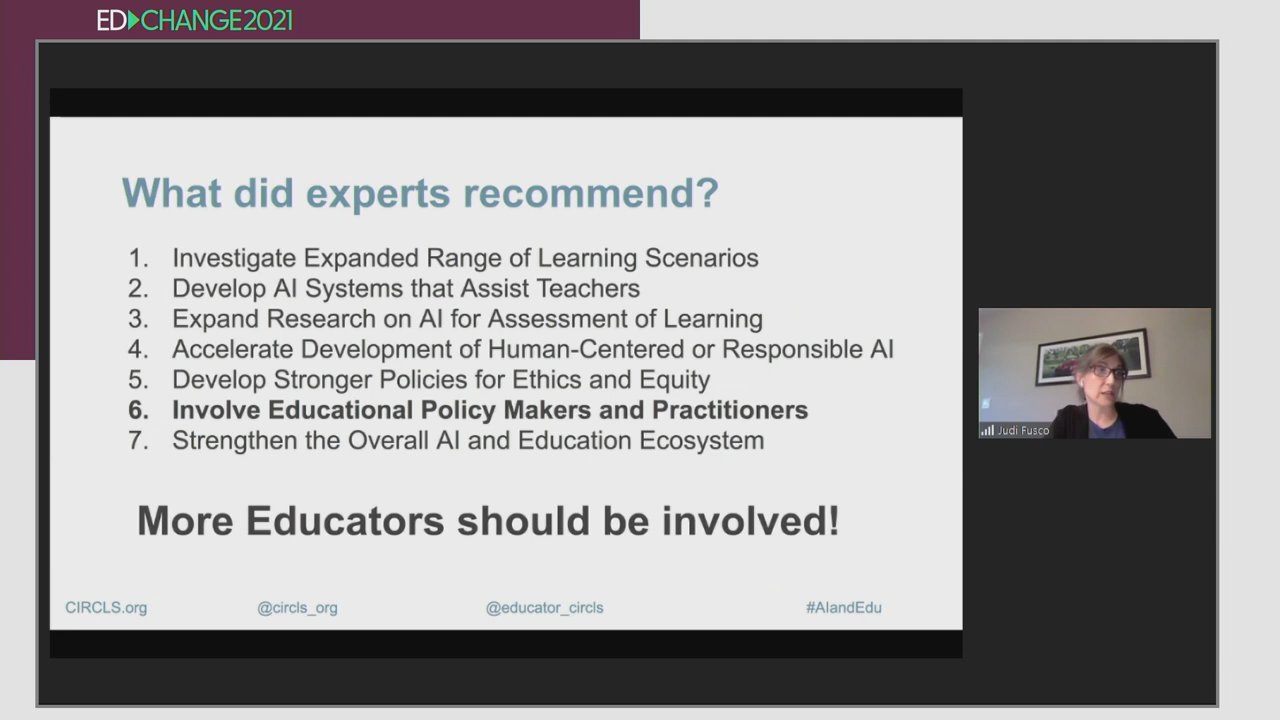 ED CHANGE2021
What did experts recommend?
1. Investigate Expanded Range of Learning Scenarios
2. Develop AI Systems that Assist Teachers
3. Expand Research on AI for Assessment of Learning
4. Accelerate Development of Human-Centered or Responsible AI
5. Develop Stronger Policies for Ethics and Equity
6. Involve Educational Policy Makers and Practitioners
7. Strengthen the Overall AI and Education Ecosystem
More Educators should be involved!
CIRCLS.org @circls_org @educator_circls #AIandEdu
Judi Fusco